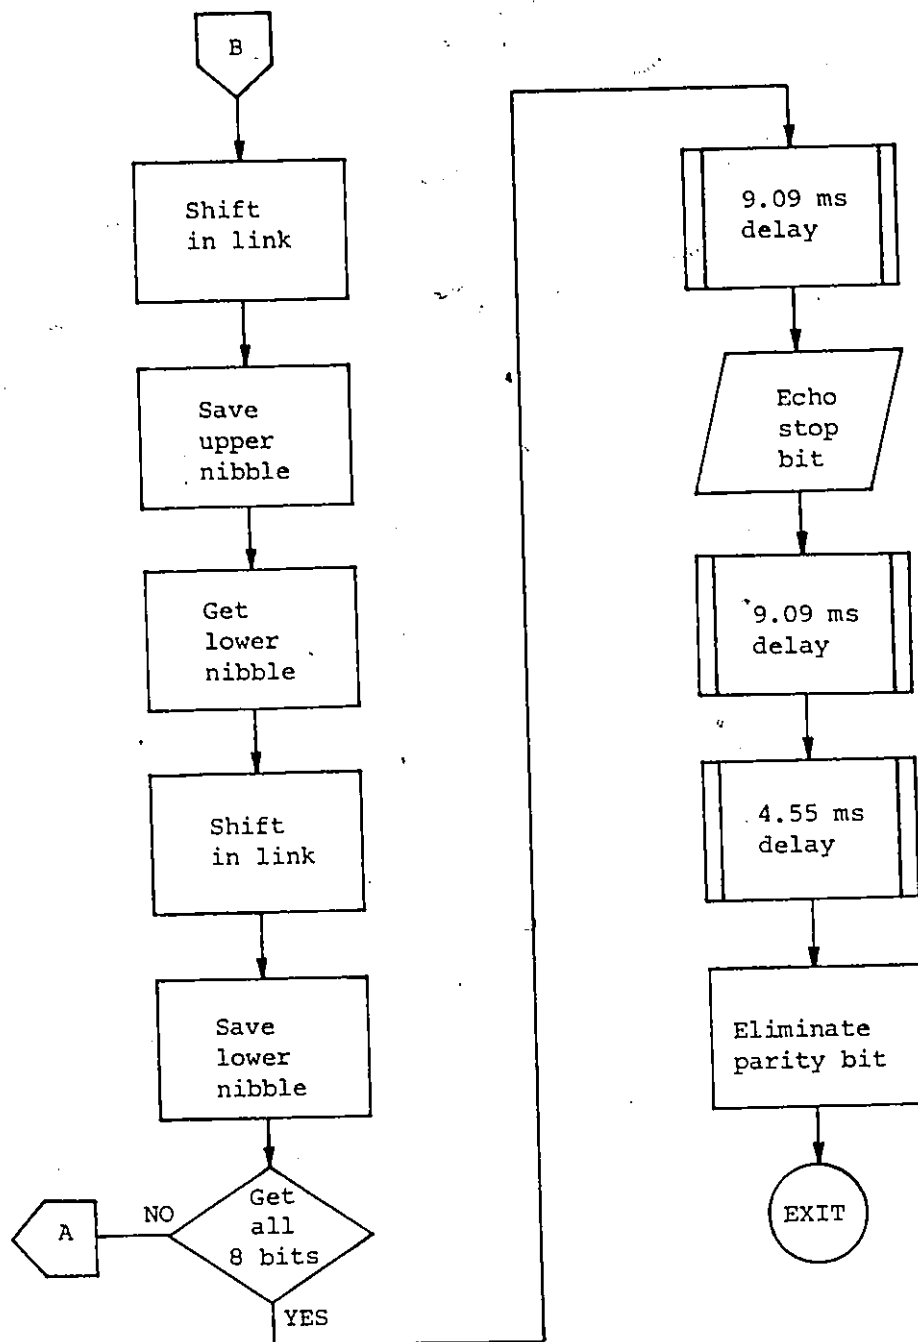 B
Shift
in link
Save
upper
nibble
Get
lower
nibble
Shift
in link
Save
lower
nibble
Get
all
8 bits
NO
A
YES
9.09 ms
delay
Echo
stop
bit
9.09 ms
delay
4.55 ms
delay
Eliminate
parity bit
EXIT